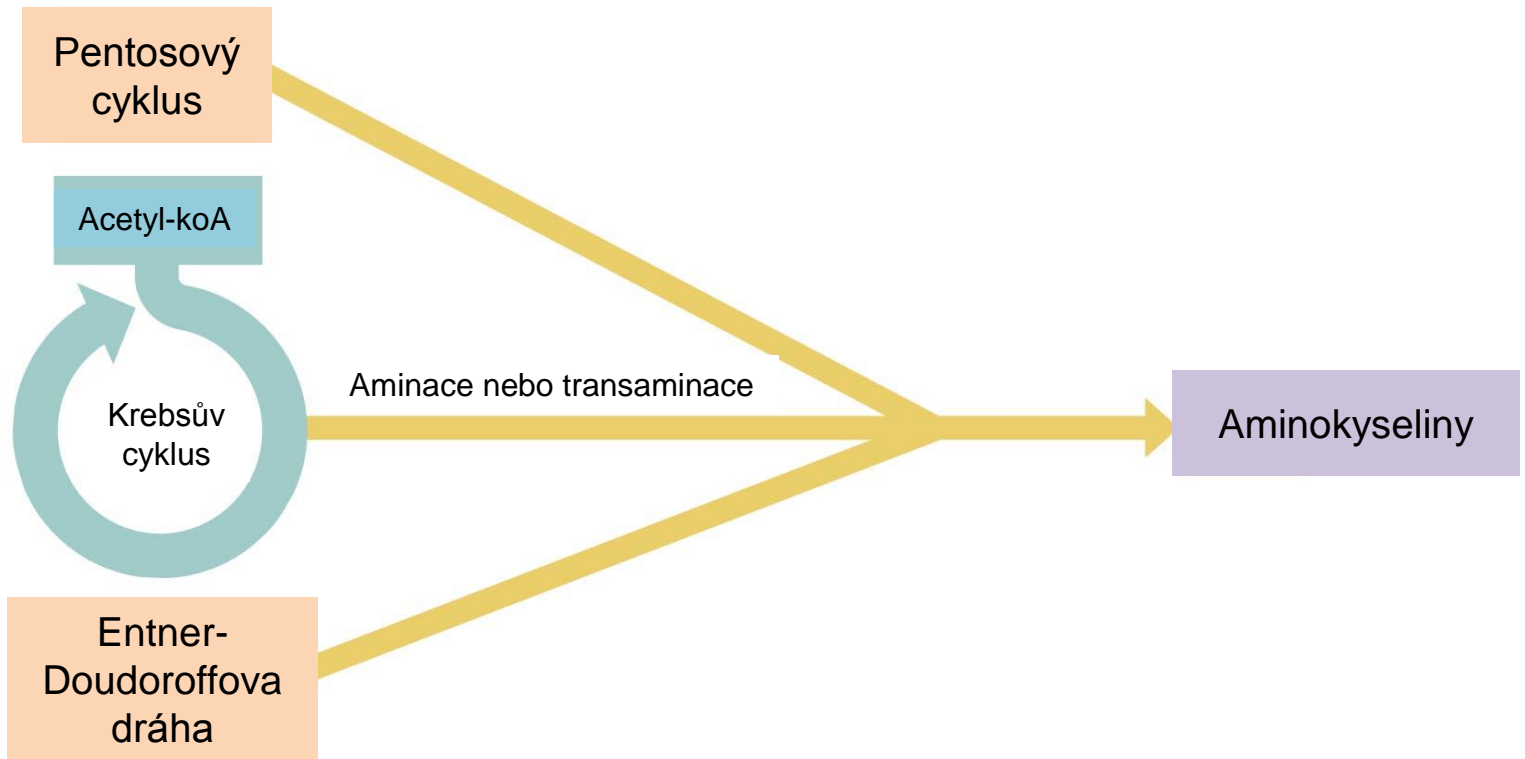 Pentosový
cyklus
Acetyl-koA
Aminace nebo transaminace
Krebsův
cyklus
Aminokyseliny
Entner-
Doudoroffova
dráha